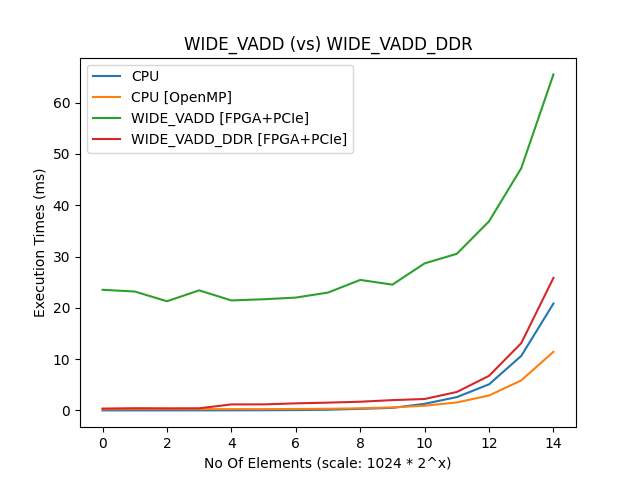 WIDE_VADD (vs) WIDE_VADD_DDR
CPU
CPU [OpenMP]
WIDE_VADD [FPGA+PCIe]
WIDE_VADD_DDR [FPGA+PCIe]
Execution Times (ms)
60
50
40
30
20
10
0
0 2 4 6 8 10 12 14
No Of Elements (scale: 1024 * 2^x)